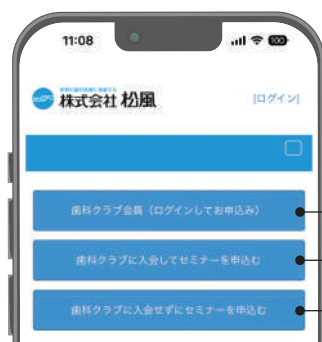 11:08
100
株式会社 松風
[ログイン]
歯科クラブ会員（ログインしてお申込み）
歯科クラブに入会してセミナーを申込む
歯科クラブに入会せずにセミナーを申込む